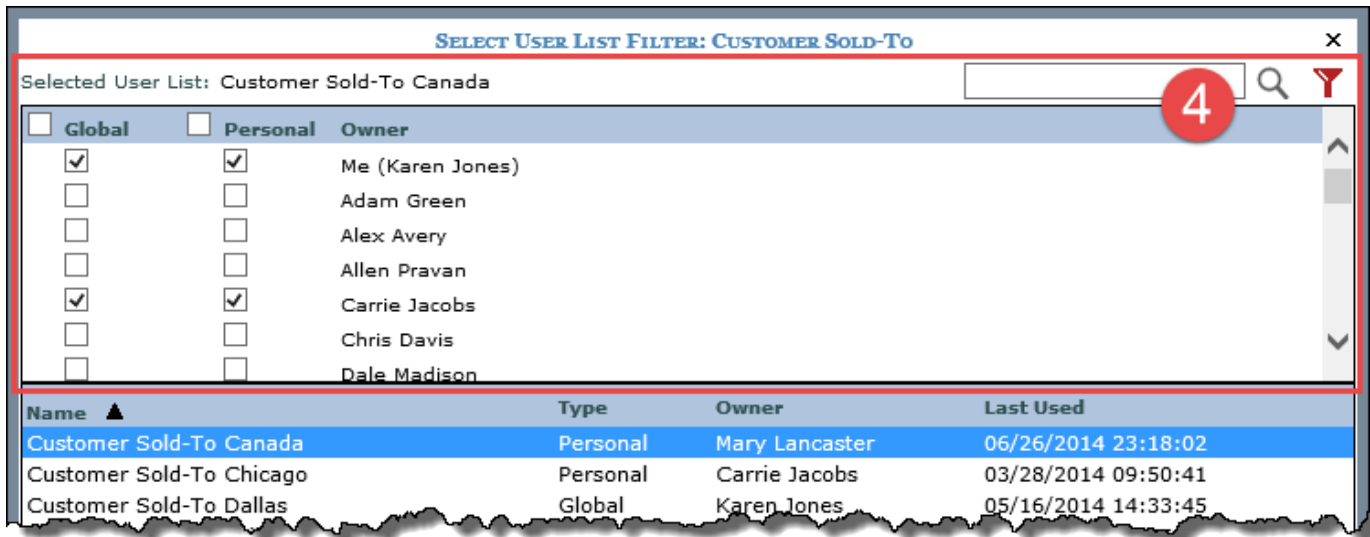 SELECT USER LIST FILTER: CUSTOMER SOLD-TO ×
Selected User List: Customer Sold-To Canada
4
Global Personal Owner
Me (Karen Jones)
Adam Green
Alex Avery
Allen Pravan
Carrie Jacobs
Chris Davis
Dale Madison
Name ▲ Type Owner Last Used
Customer Sold-To Canada Personal Mary Lancaster 06/26/2014 23:18:02
Customer Sold-To Chicago Personal Carrie Jacobs 03/28/2014 09:50:41
Customer Sold-To Dallas Global Karen Jones 05/16/2014 14:33:45